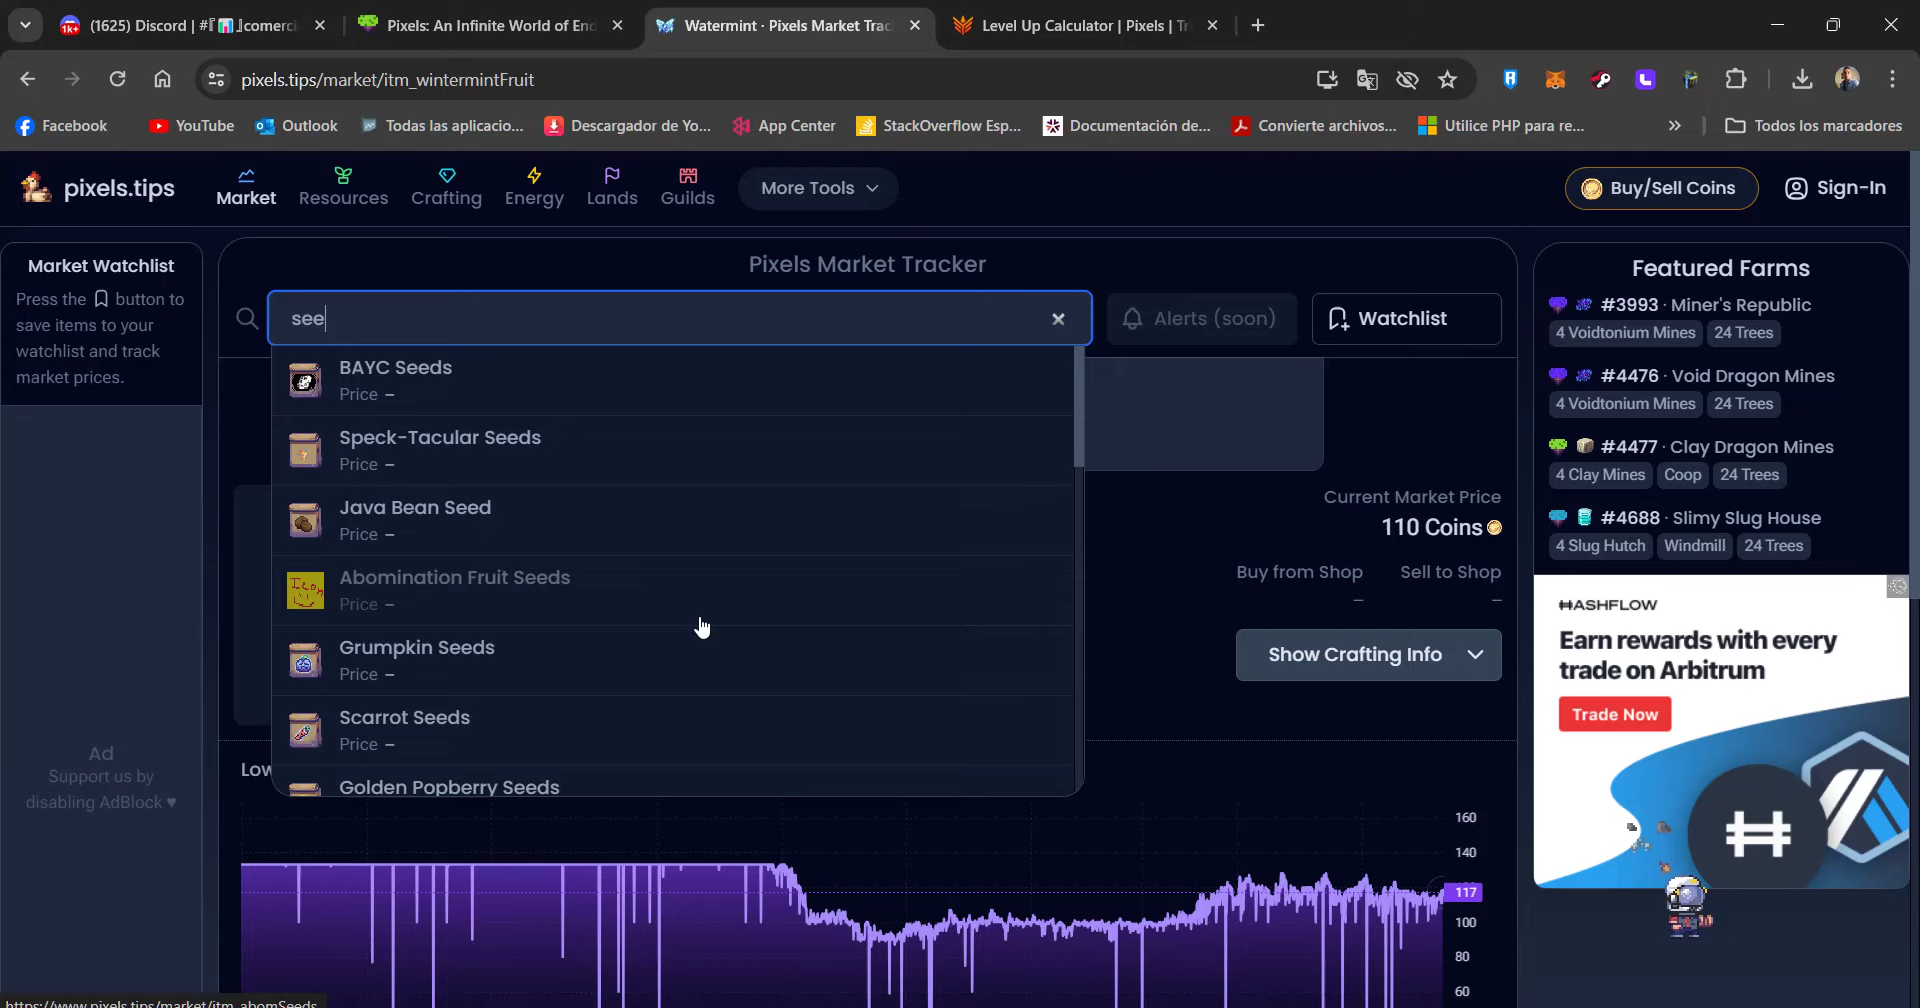 (1625) Discord | #『📊』comerci
Pixels: An Infinite World of End
Watermint · Pixels Market Trac
Level Up Calculator | Pixels | Tr
pixels.tips/market/itm_wintermintFruit
Facebook
YouTube
Outlook
Todas las aplicacio...
Descargador de Yo...
App Center
StackOverflow Esp...
Documentación de...
Convierte archivos...
Utilice PHP para re...
Todos los marcadores
pixels.tips
Market
Resources
Crafting
Energy
Lands
Guilds
More Tools
Buy/Sell Coins
Sign-In
Market Watchlist
Press the button to
save items to your
watchlist and track
market prices.
Ad
Support us by
disabling AdBlock ♥
Pixels Market Tracker
see
Alerts (soon)
Watchlist
BAYC Seeds
Price –
Speck-Tacular Seeds
Price –
Java Bean Seed
Price –
Abomination Fruit Seeds
Price –
Grumpkin Seeds
Price –
Scarrot Seeds
Price –
Golden Popberry Seeds
Current Market Price
110 Coins
Buy from Shop
Sell to Shop
–
–
Show Crafting Info
Low
160
140
117
100
80
60
Featured Farms
#3993 · Miner's Republic
4 Voidtonium Mines
24 Trees
#4476 · Void Dragon Mines
4 Voidtonium Mines
24 Trees
#4477 · Clay Dragon Mines
4 Clay Mines
Coop
24 Trees
#4688 · Slimy Slug House
4 Slug Hutch
Windmill
24 Trees
HASHFLOW
Earn rewards with every
trade on Arbitrum
Trade Now
https://www.pixels.tips/market/itm_abomSeeds